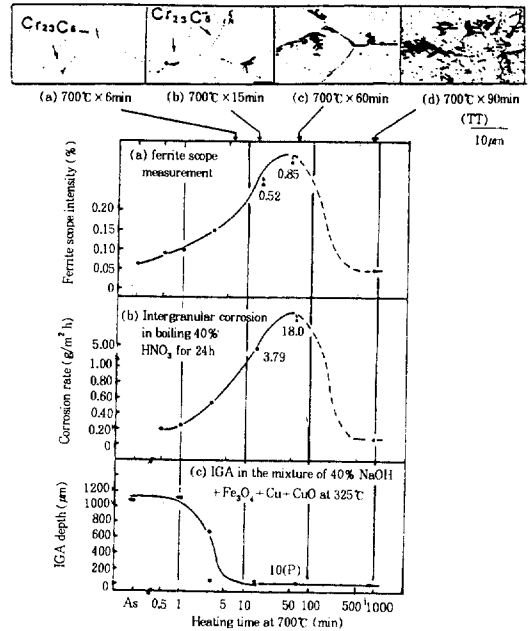 Cr₂₃C₆
Cr₂₃C₆
(a) 700℃×6min
(b) 700℃×15min
(c) 700℃×60min
(d) 700℃×90min
(TT)
10μm
(a) ferrite scope
measurement
0.85
0.52
Ferrite scope intensity (%)
0.20
0.15
0.10
0.05
0
(b) Intergranular corrosion
in boiling 40%
HNO₃ for 24h
18.0
3.79
Corrosion rate (g/m² h)
5.00
1.00
0.80
0.60
0.40
0.20
0
(c) IGA in the mixture of 40% NaOH
+Fe₃O₄+Cu+CuO at 325℃
10(P)
IGA depth (μm)
1200
1000
800
600
400
200
0
As 0.5 1 5 10 50 100 500 1000
Heating time at 700℃ (min)